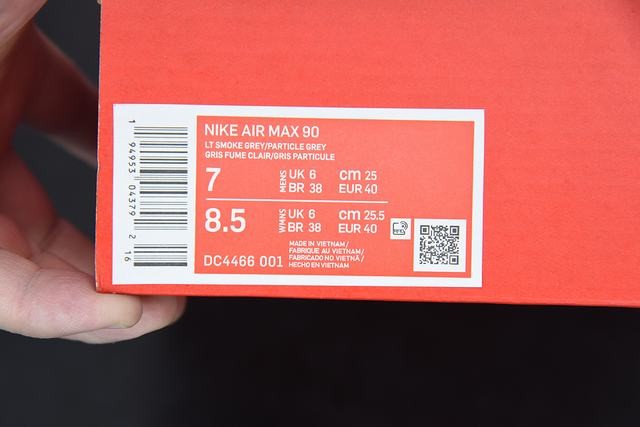 NIKE AIR MAX 90
LT SMOKE GREY/PARTICLE GREY
GRIS FUME CLAIR/GRIS PARTICULE
7 MENS UK 6 cm 25
BR 38 EUR 40
8.5 WMNS UK 6 cm 25.5
BR 38 EUR 40
DC4466 001
MADE IN VIETNAM/
FABRIQUE AU VIETNAM/
FABRICADO NO VIETNÃ/
HECHO EN VIETNAM
1 94953 04379 2 16